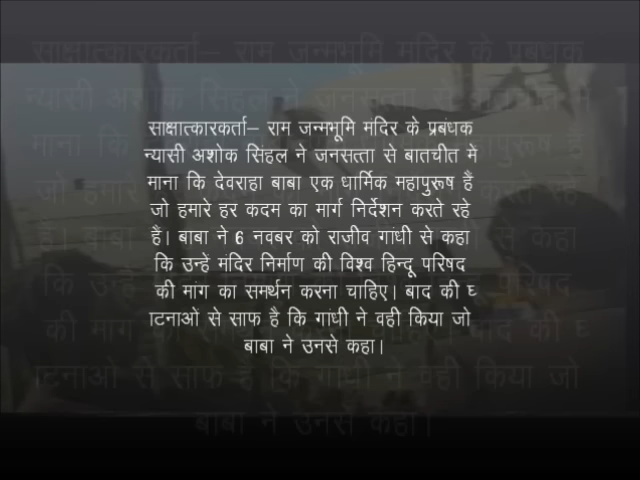 साक्षात्कारकर्ता– राम जन्मभूमि मदिर के प्रबंधक
न्यासी अशोक सिहल ने जनसत्ता से बातचीत में
माना कि देवराहा बाबा एक धार्मिक महापुरूष हैं
जो हमारे हर कदम का मार्ग निर्देशन करते रहे
हैं। बाबा ने 6 नवबर को राजीव गांधी से कहा
कि उन्हें मंदिर निर्माण की विश्व हिन्दू परिषद
की मांग का समर्थन करना चाहिए। बाद की घ
ाटनाओं से साफ है कि गांधी ने वही किया जो
बाबा ने उनसे कहा।